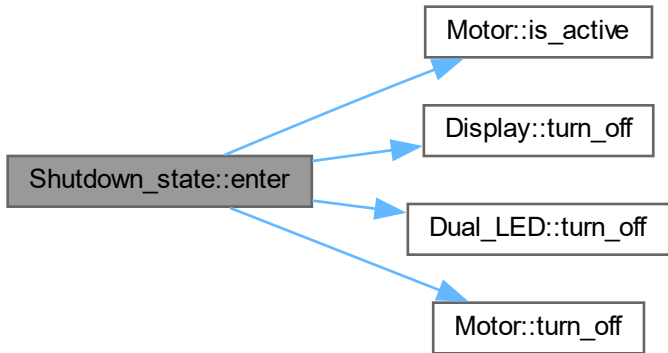 Motor::is_active
Display::turn_off
Shutdown_state::enter
Dual_LED::turn_off
Motor::turn_off